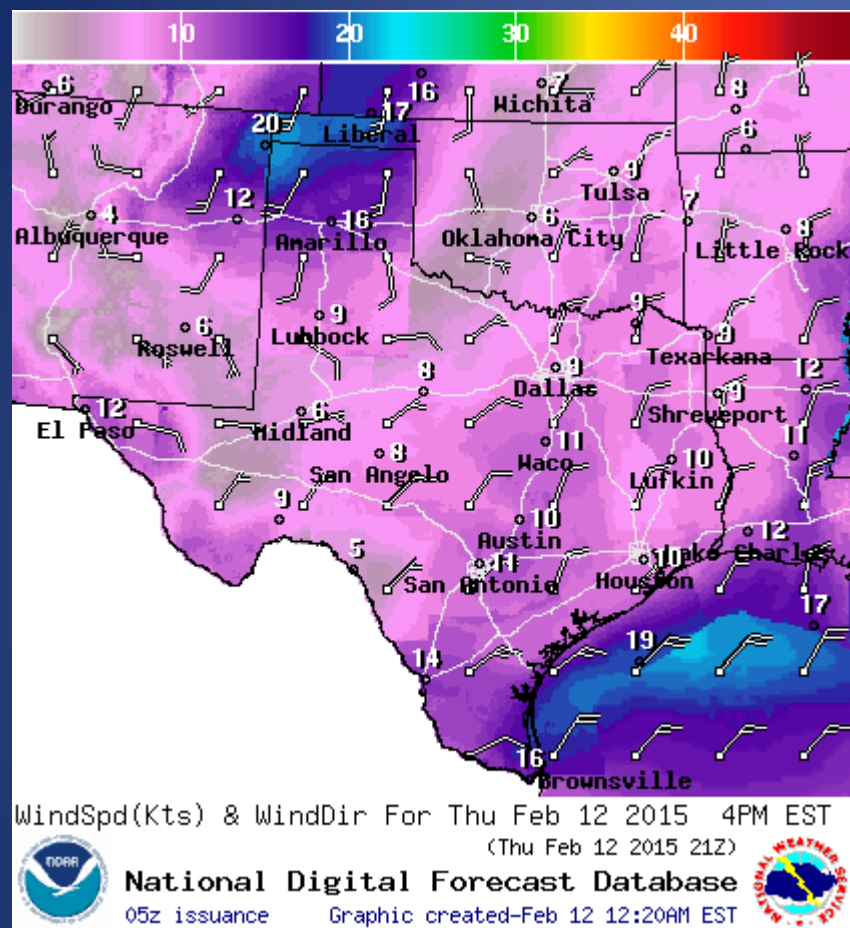 10 20 30 40
6 16 7 8
Durango Wichita
20 17 6
Liberal
9
Tulsa
4 12 16 6 7 8
Albuquerque Amarillo Oklahoma City Little Rock
6 9 9
Roswell Lubbock Texarkana 9
8 Dallas 9 12
12 6 Shreveport 9
El Paso Midland
8 11 11
San Angelo Waco 10
Lufkin
9 10 12
Austin Lake Charles
5 11 10
San Antonio Houston
17
14 19
16
Brownsville
WindSpd(Kts) & WindDir For Thu Feb 12 2015 4PM EST
(Thu Feb 12 2015 21Z)
NOAA
National Digital Forecast Database
05z issuance Graphic created-Feb 12 12:20AM EST
NATIONAL WEATHER SERVICE